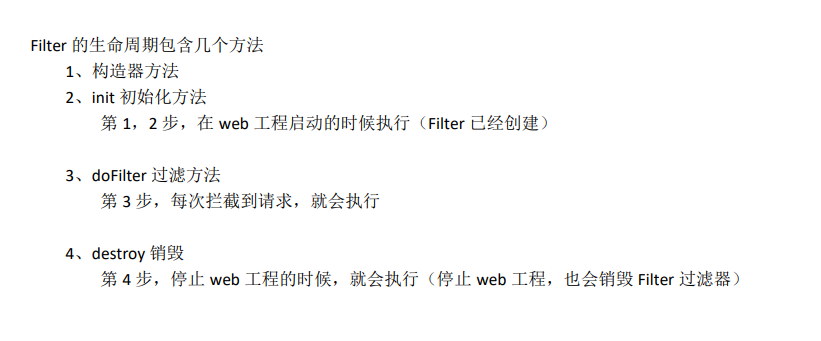 Filter 的生命周期包含几个方法
1、构造器方法
2、init 初始化方法
第 1，2 步，在 web 工程启动的时候执行（Filter 已经创建）
3、doFilter 过滤方法
第 3 步，每次拦截到请求，就会执行
4、destroy 销毁
第 4 步，停止 web 工程的时候，就会执行（停止 web 工程，也会销毁 Filter 过滤器）